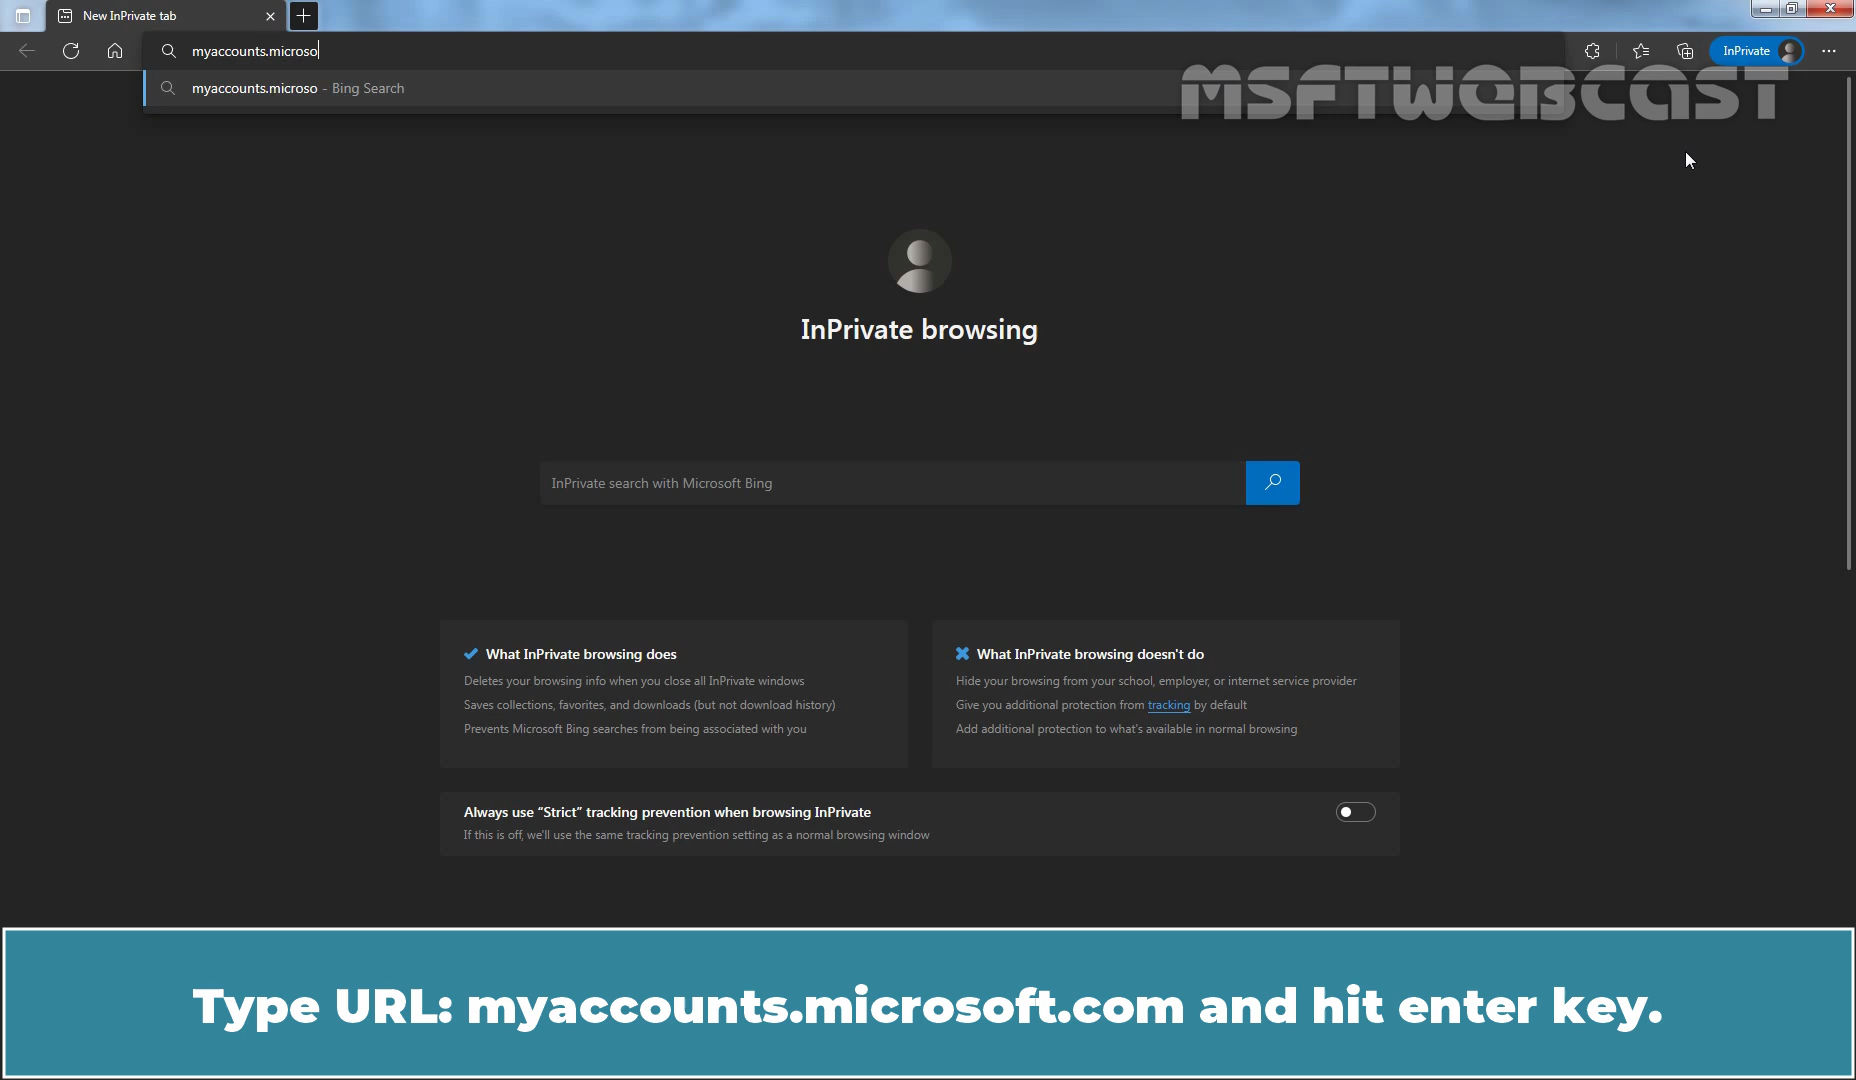 New InPrivate tab
myaccounts.microso
InPrivate
myaccounts.microso - Bing Search
MSFTWEBCAST
InPrivate browsing
InPrivate search with Microsoft Bing
What InPrivate browsing does
Deletes your browsing info when you close all InPrivate windows
Saves collections, favorites, and downloads (but not download history)
Prevents Microsoft Bing searches from being associated with you
What InPrivate browsing doesn't do
Hide your browsing from your school, employer, or internet service provider
Give you additional protection from tracking by default
Add additional protection to what's available in normal browsing
Always use “Strict” tracking prevention when browsing InPrivate
If this is off, we'll use the same tracking prevention setting as a normal browsing window
Type URL: myaccounts.microsoft.com and hit enter key.